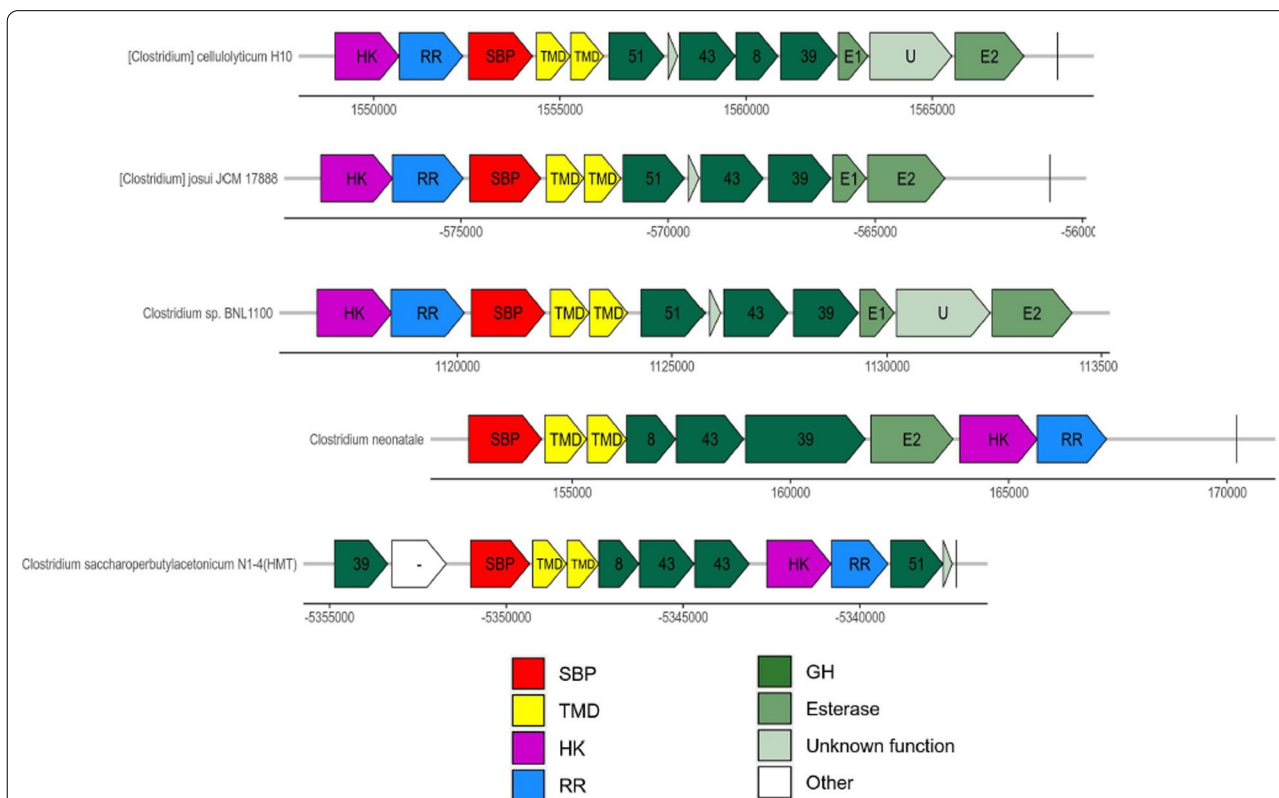 HK RR SBP TMD TMD 51 43 8 39 E1 U E2
[Clostridium] cellulolyticum H10
1550000 1555000 1560000 1565000
HK RR SBP TMD TMD 51 43 39 E1 E2
[Clostridium] josui JCM 17888
-575000 -570000 -565000 -56000
HK RR SBP TMD TMD 51 43 39 E1 U E2
Clostridium sp. BNL1100
1120000 1125000 1130000 113500
SBP TMD TMD 8 43 39 E2 HK RR
Clostridium neonatale
155000 160000 165000 170000
39 - SBP TMD TMD 8 43 43 HK RR 51
Clostridium saccharoperbutylacetonicum N1-4(HMT)
-5355000 -5350000 -5345000 -5340000
SBP GH
TMD Esterase
HK Unknown function
RR Other